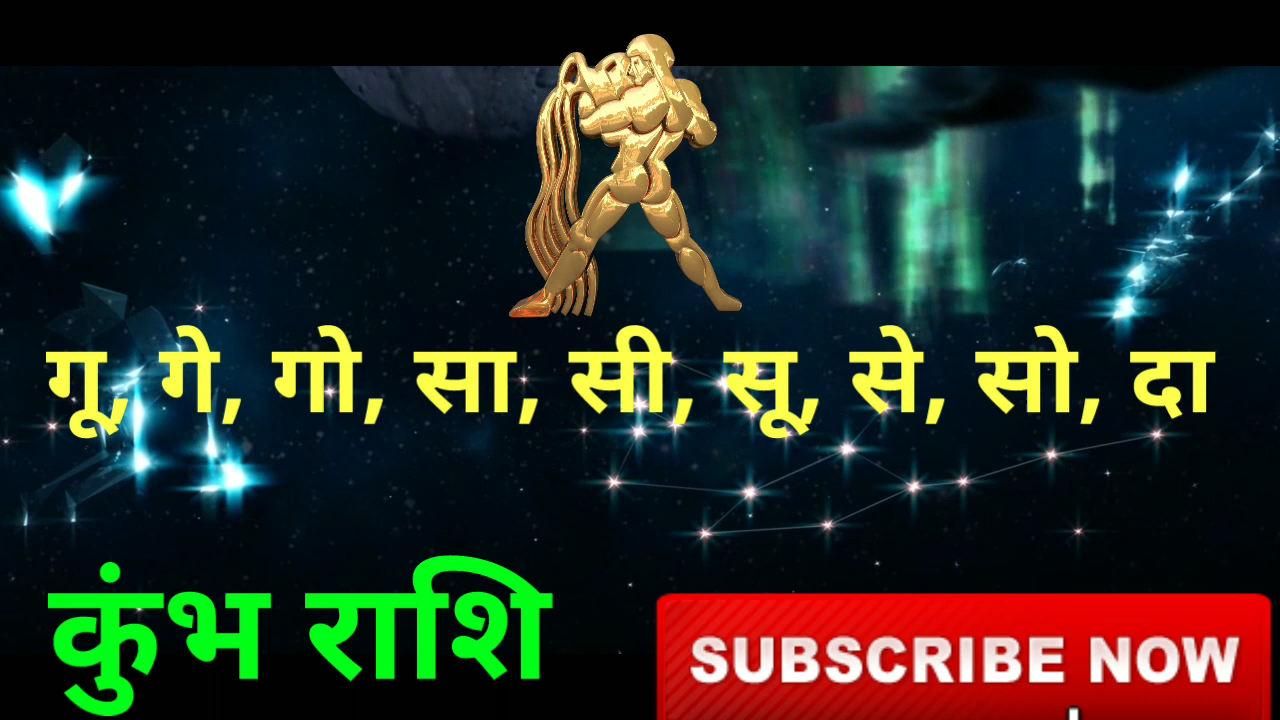 गू, गे, गो, सा, सी, सू, से, सो, दा
कुंभ राशि
SUBSCRIBE NOW